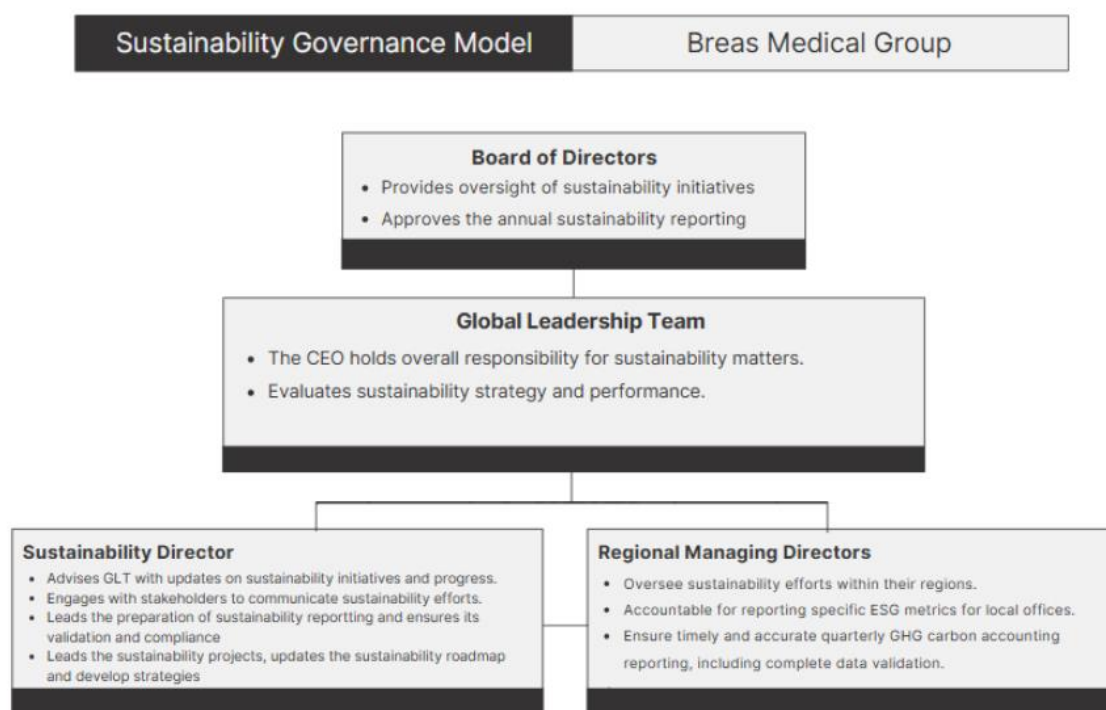 Sustainability Governance Model
Breas Medical Group
Board of Directors
• Provides oversight of sustainability initiatives
• Approves the annual sustainability reporting
Global Leadership Team
• The CEO holds overall responsibility for sustainability matters.
• Evaluates sustainability strategy and performance.
Sustainability Director
• Advises GLT with updates on sustainability initiatives and progress.
• Engages with stakeholders to communicate sustainability efforts.
• Leads the preparation of sustainability reportting and ensures its
validation and compliance
• Leads the sustainability projects, updates the sustainability roadmap
and develop strategies
Regional Managing Directors
• Oversee sustainability efforts within their regions.
• Accountable for reporting specific ESG metrics for local offices.
• Ensure timely and accurate quarterly GHG carbon accounting
reporting, including complete data validation.